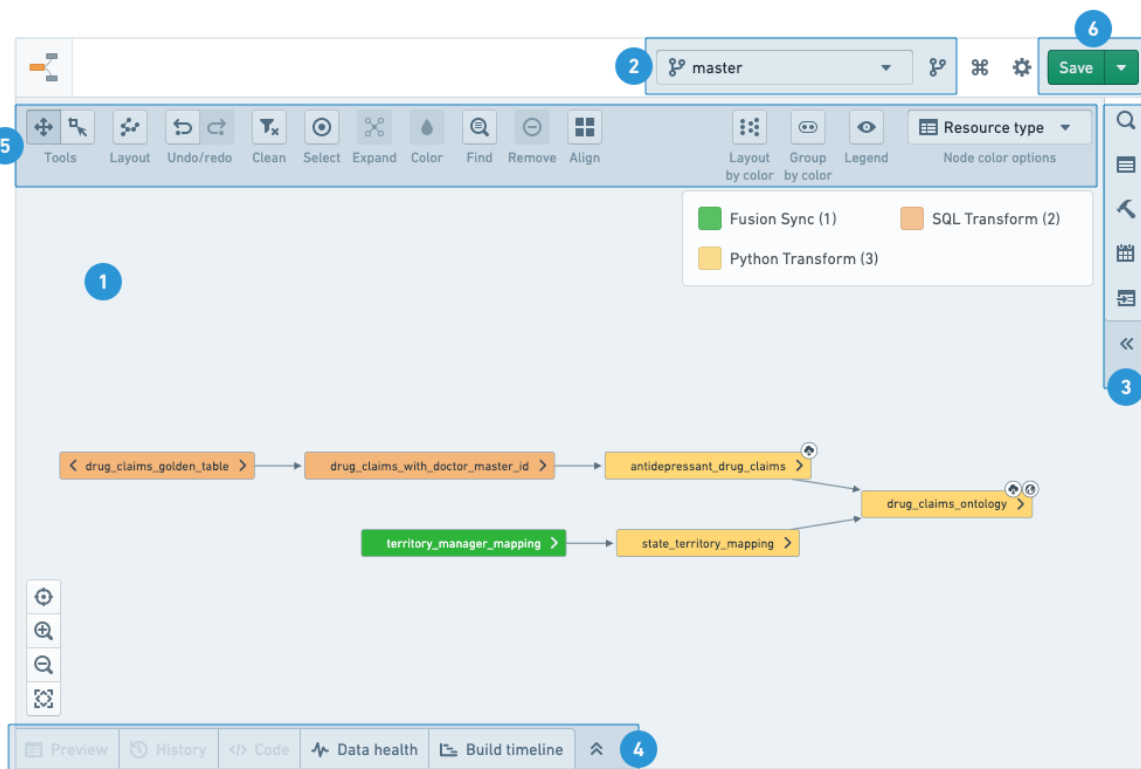 6
2
master
Save
5
Tools
Layout
Undo/redo
Clean
Select
Expand
Color
Find
Remove
Align
Layout
by color
Group
by color
Legend
Resource type
Node color options
Fusion Sync (1)
SQL Transform (2)
Python Transform (3)
1
3
drug_claims_golden_table
drug_claims_with_doctor_master_id
antidepressant_drug_claims
drug_claims_ontology
territory_manager_mapping
state_territory_mapping
Preview
History
</> Code
Data health
Build timeline
4